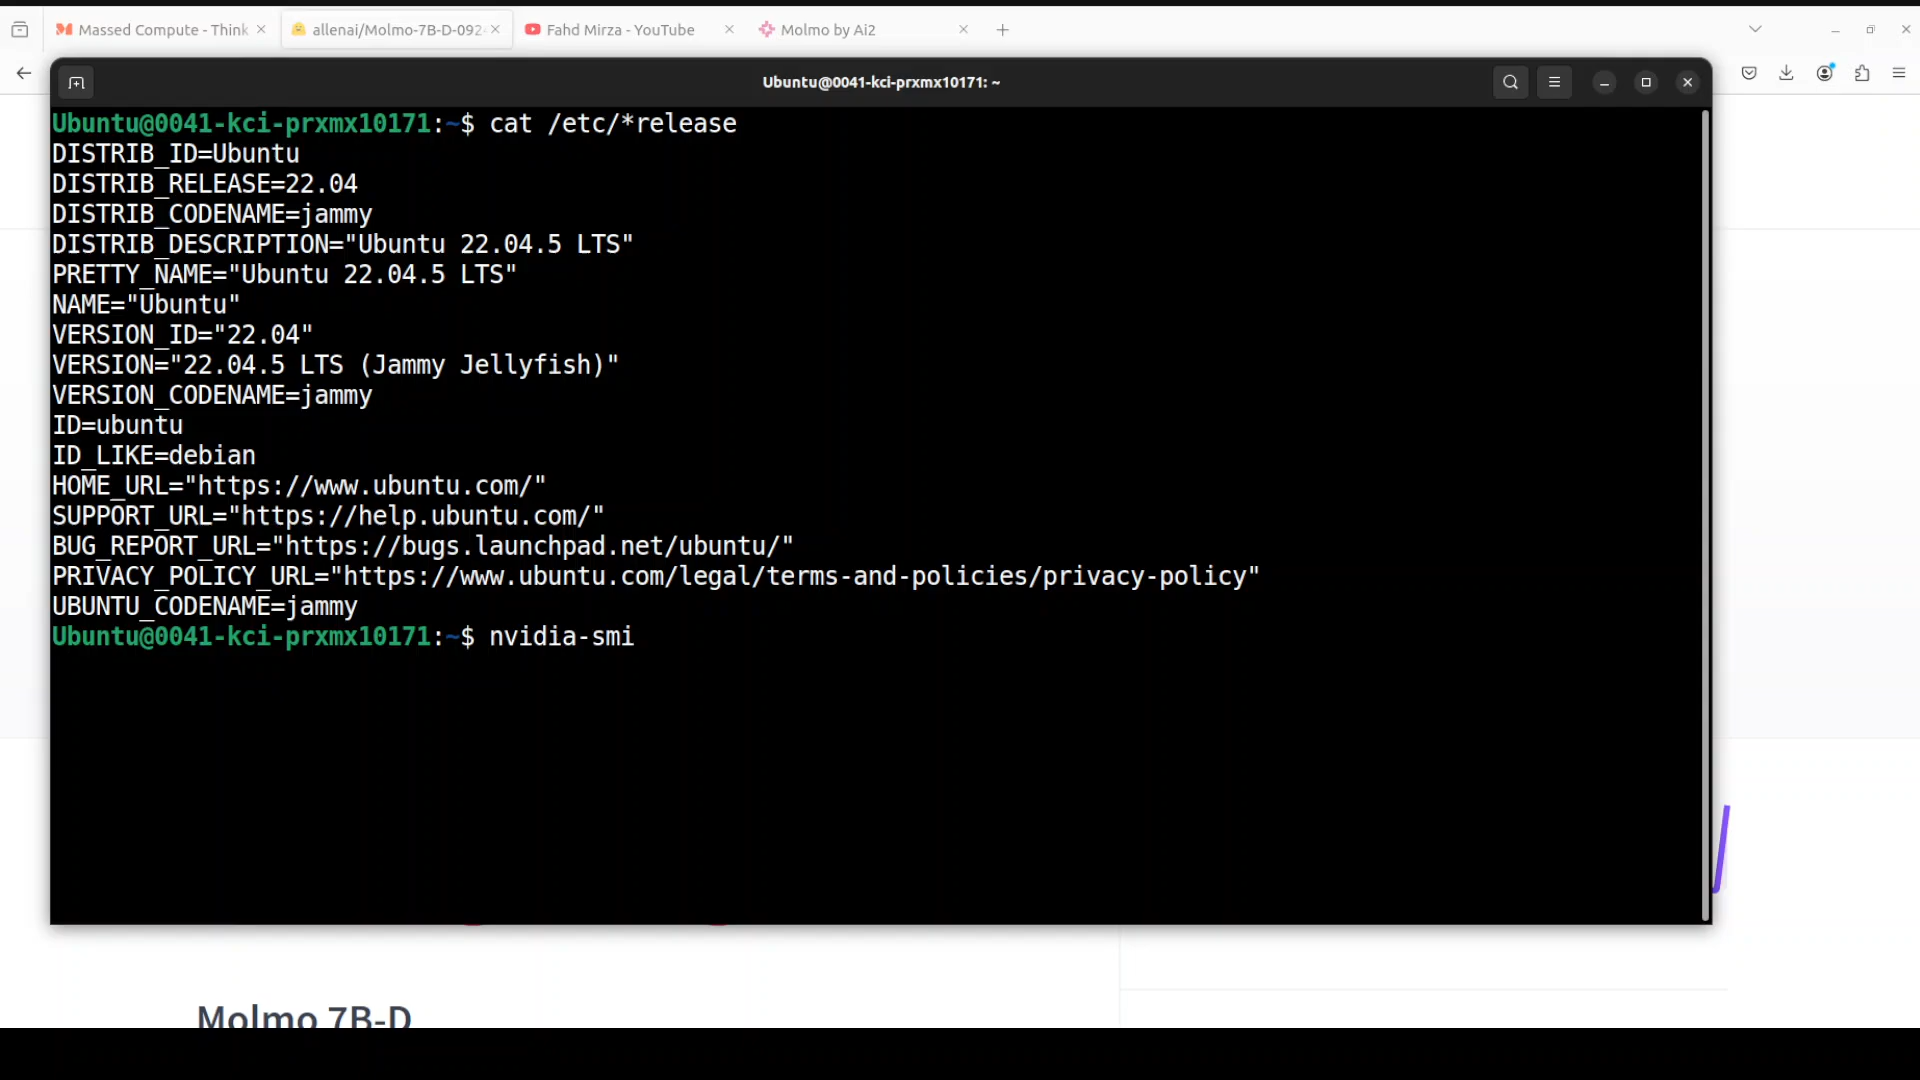 Massed Compute - Think
allenai/Molmo-7B-D-092
Fahd Mirza - YouTube
Molmo by Ai2
Ubuntu@0041-kci-prxmx10171: ~
Ubuntu@0041-kci-prxmx10171:~$ cat /etc/*release
DISTRIB_ID=Ubuntu
DISTRIB_RELEASE=22.04
DISTRIB_CODENAME=jammy
DISTRIB_DESCRIPTION="Ubuntu 22.04.5 LTS"
PRETTY_NAME="Ubuntu 22.04.5 LTS"
NAME="Ubuntu"
VERSION_ID="22.04"
VERSION="22.04.5 LTS (Jammy Jellyfish)"
VERSION_CODENAME=jammy
ID=ubuntu
ID_LIKE=debian
HOME_URL="https://www.ubuntu.com/"
SUPPORT_URL="https://help.ubuntu.com/"
BUG_REPORT_URL="https://bugs.launchpad.net/ubuntu/"
PRIVACY_POLICY_URL="https://www.ubuntu.com/legal/terms-and-policies/privacy-policy"
UBUNTU_CODENAME=jammy
Ubuntu@0041-kci-prxmx10171:~$ nvidia-smi
Molmo 7B-D